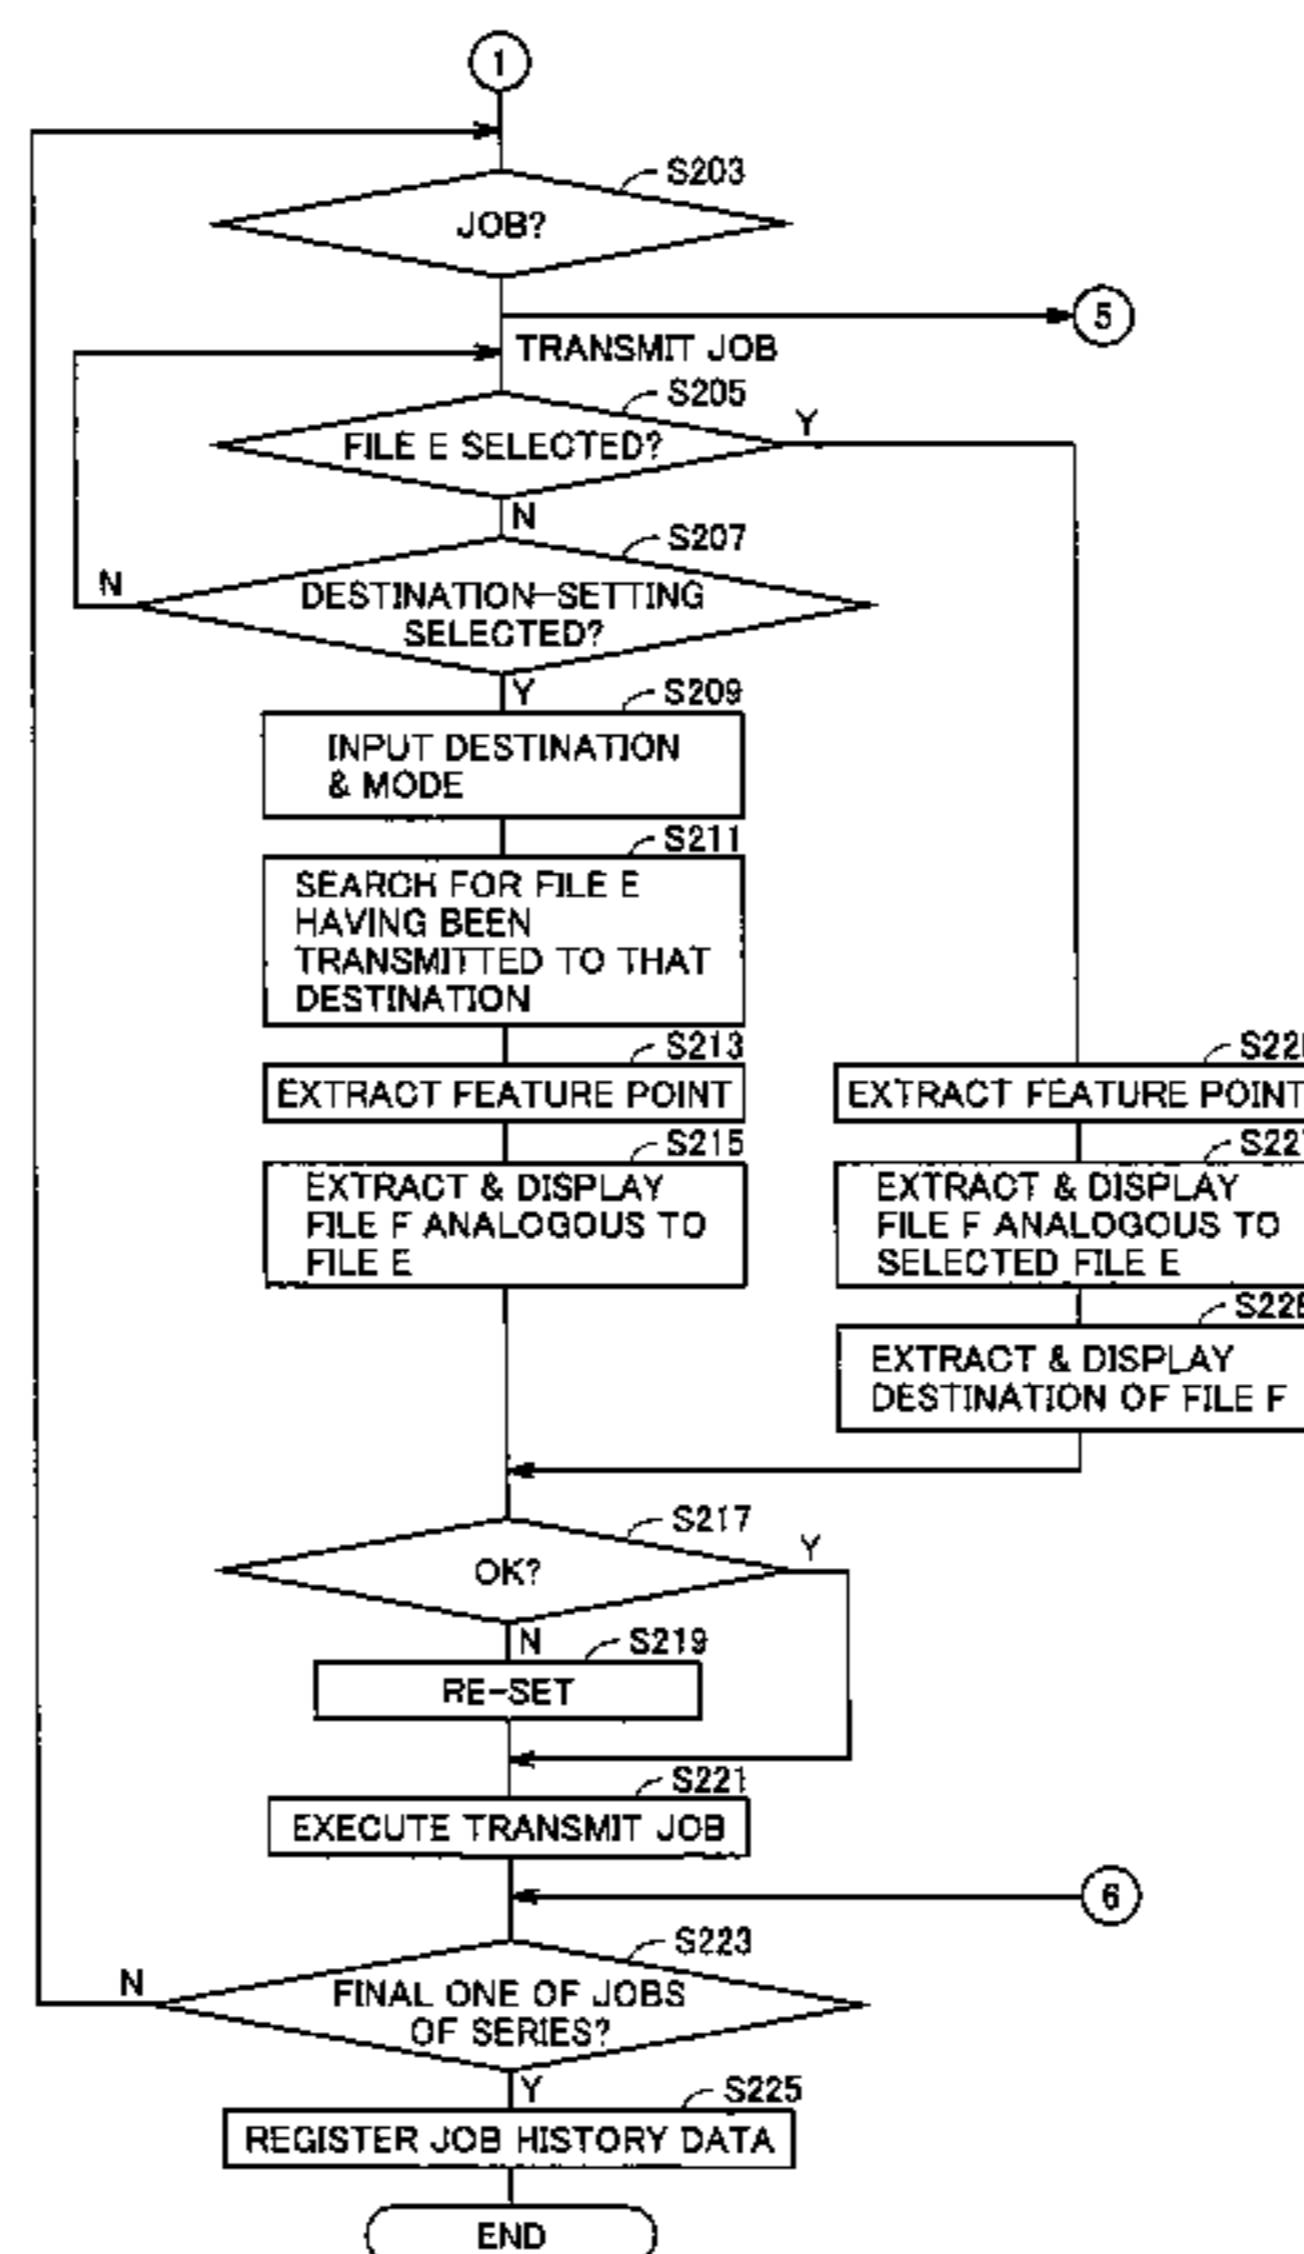 1
S203
JOB?
5
TRANSMIT JOB
S205
FILE E SELECTED?
Y
N
S207
N
DESTINATION-SETTING
SELECTED?
Y
S209
INPUT DESTINATION
& MODE
S211
SEARCH FOR FILE E
HAVING BEEN
TRANSMITTED TO THAT
DESTINATION
S213
EXTRACT FEATURE POINT
S215
EXTRACT & DISPLAY
FILE F ANALOGOUS TO
FILE E
EXTRACT FEATURE POINT
EXTRACT & DISPLAY
FILE F ANALOGOUS TO
SELECTED FILE E
EXTRACT & DISPLAY
DESTINATION OF FILE F
S217
OK?
Y
N
S219
RE-SET
S221
EXECUTE TRANSMIT JOB
6
S223
N
FINAL ONE OF JOBS
OF SERIES?
Y
S225
REGISTER JOB HISTORY DATA
END